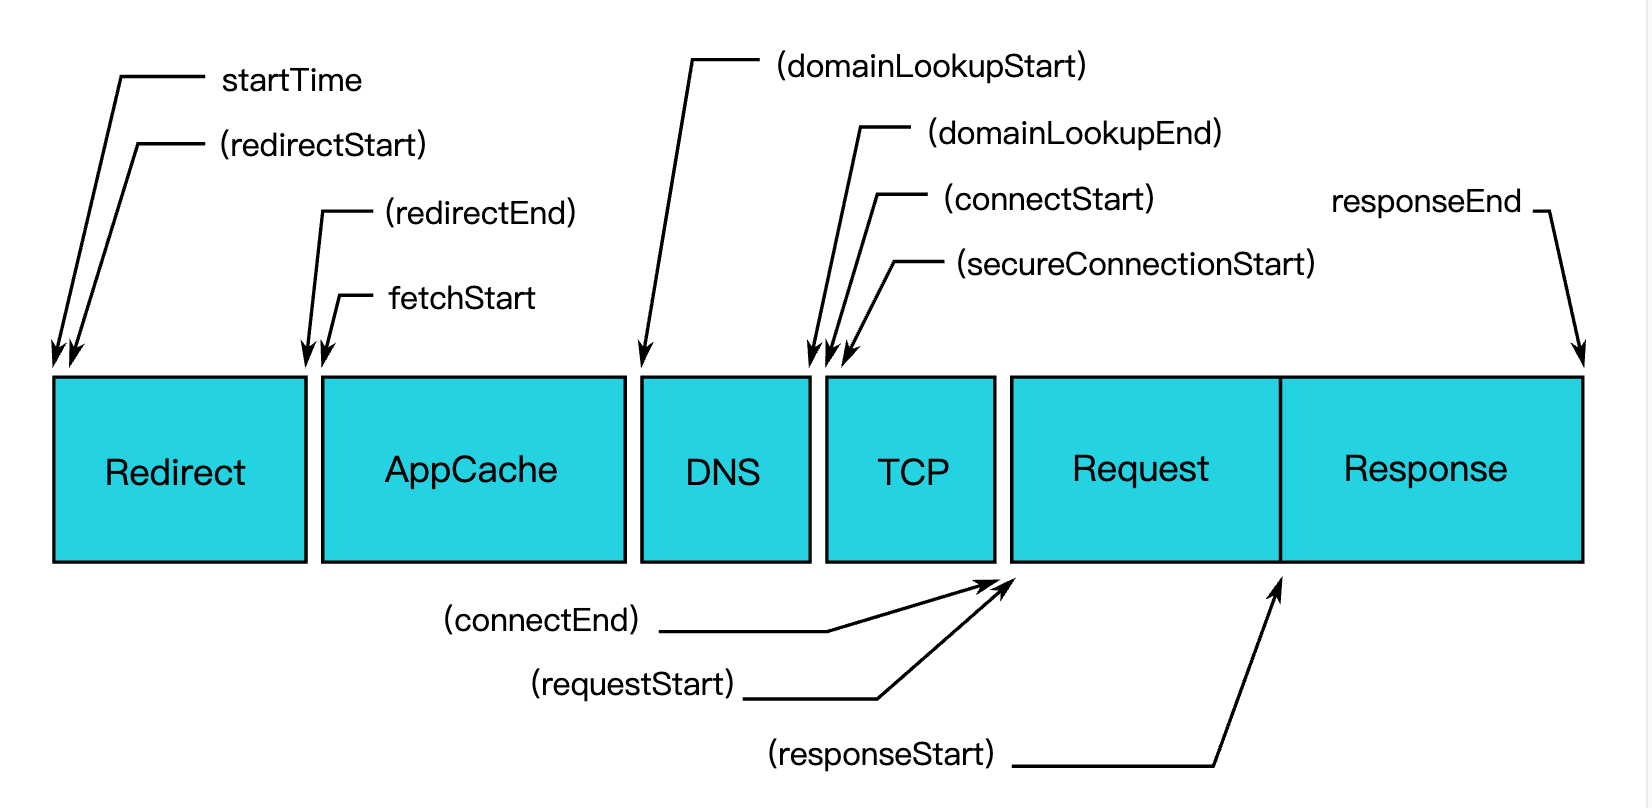 startTime
(redirectStart)
(redirectEnd)
fetchStart
(domainLookupStart)
(domainLookupEnd)
(connectStart)
(secureConnectionStart)
responseEnd
Redirect
AppCache
DNS
TCP
Request
Response
(connectEnd)
(requestStart)
(responseStart)